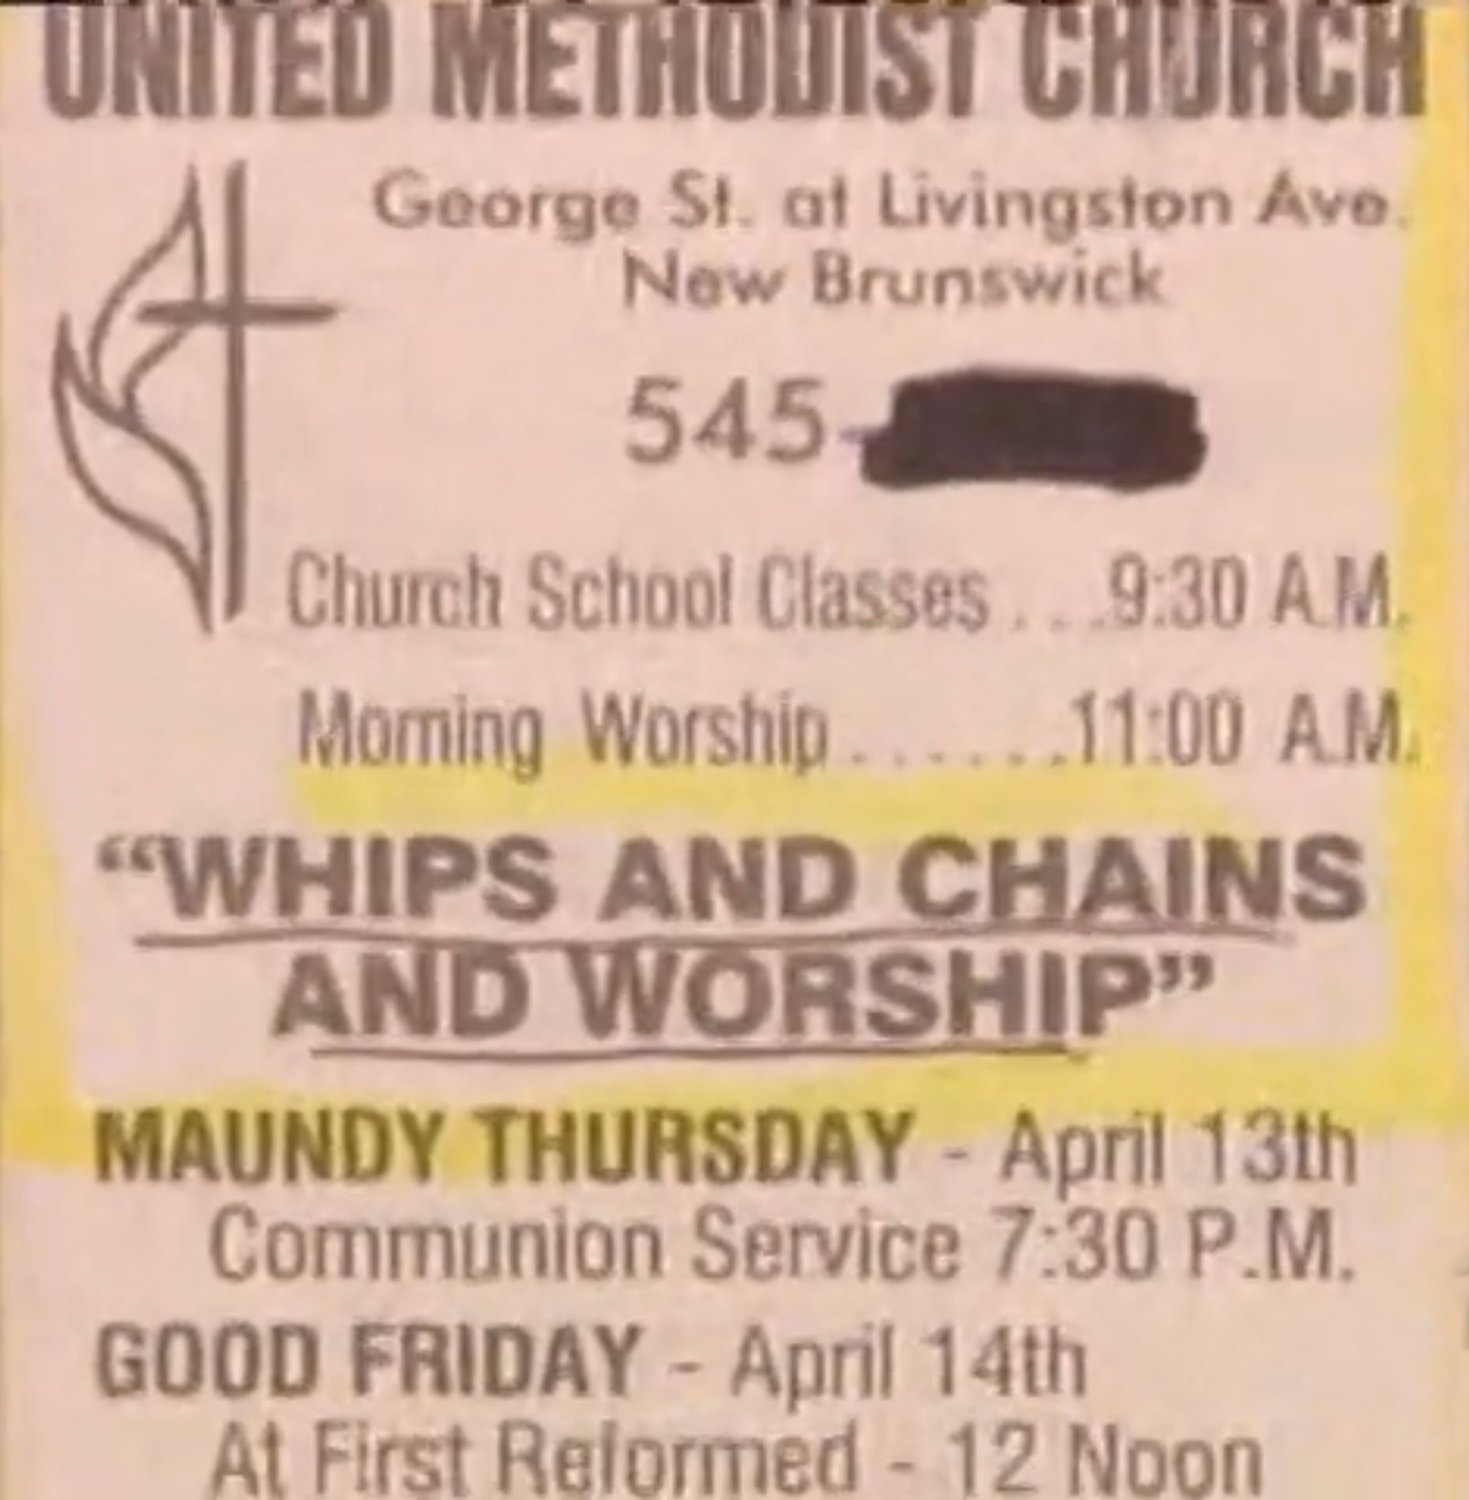 UNITED METHODIST CHURCH
George St. at Livingston Ave.
New Brunswick
545-
Church School Classes . . .9:30 A.M.
Morning Worship . . . . . .11:00 A.M.
“WHIPS AND CHAINS
AND WORSHIP”
MAUNDY THURSDAY - April 13th
Communion Service 7:30 P.M.
GOOD FRIDAY - April 14th
At First Reformed - 12 Noon